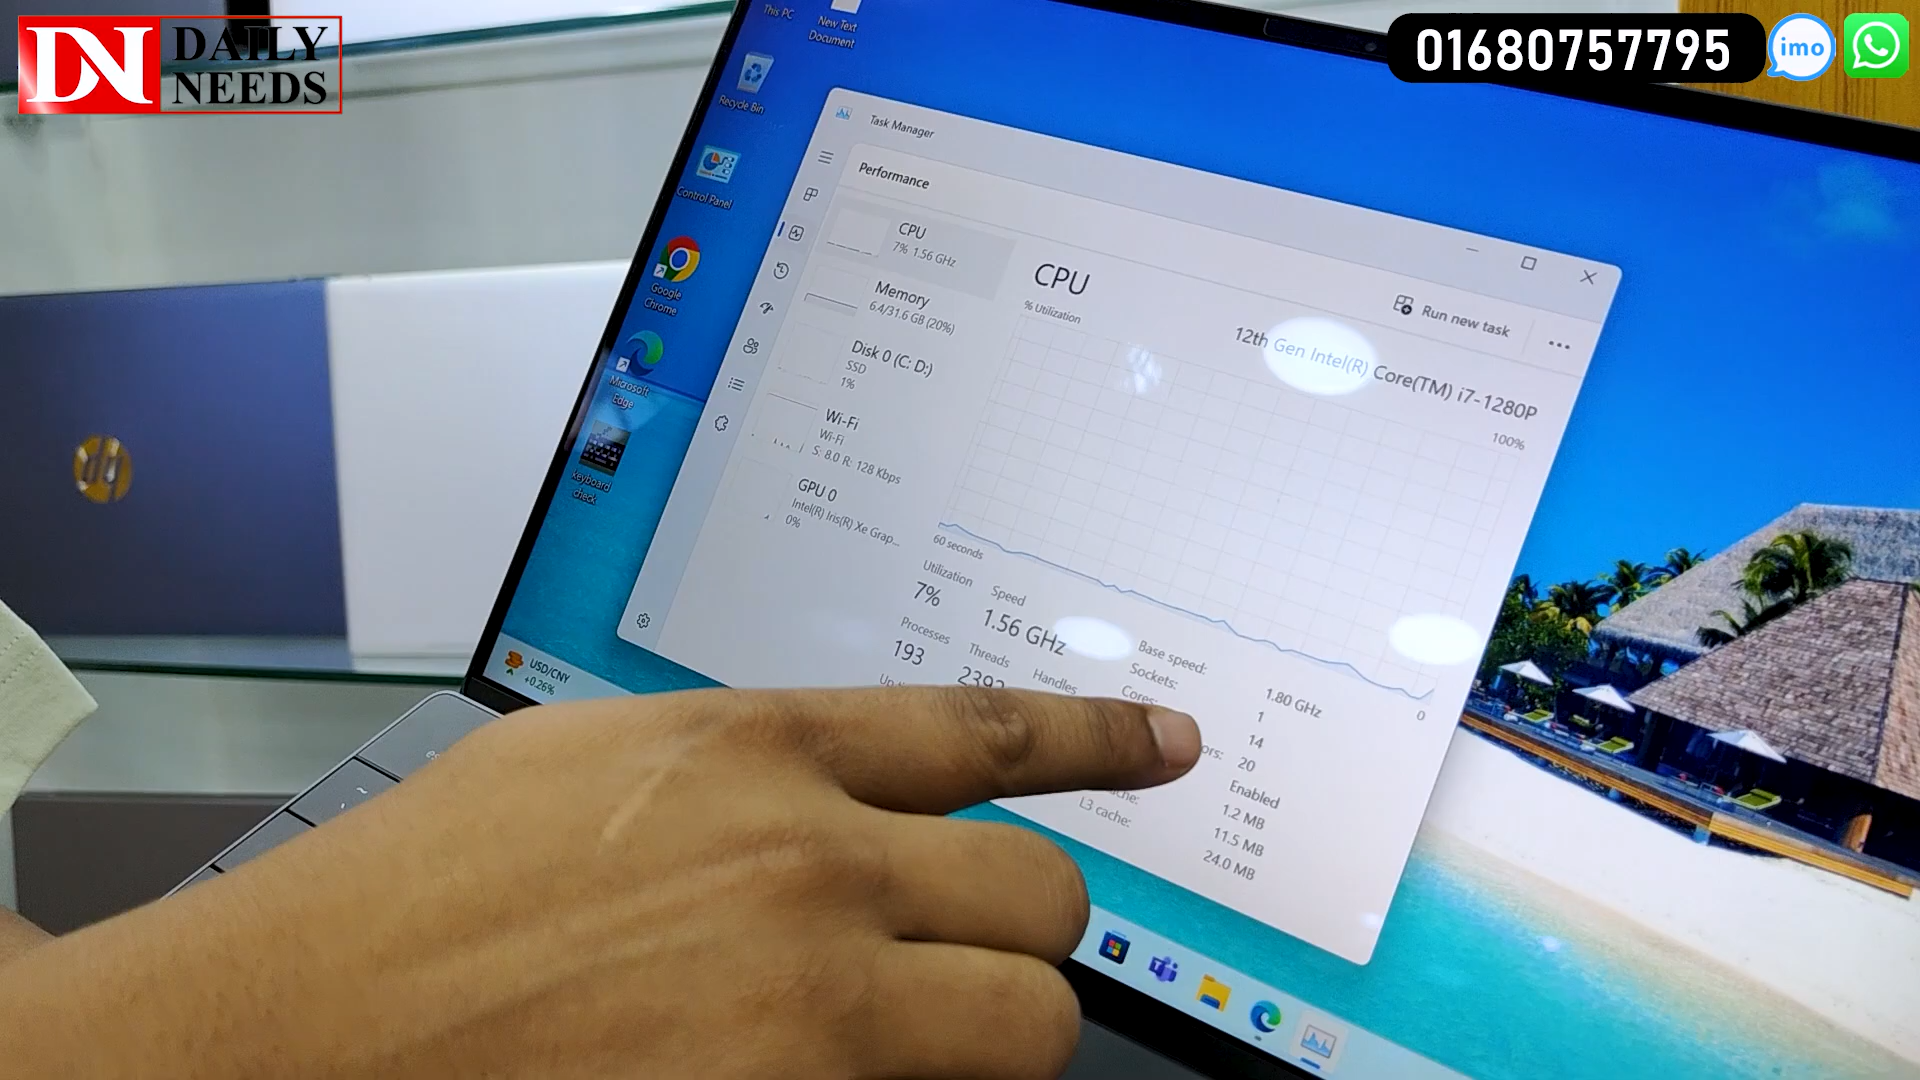 DN DAILY
NEEDS
01680757795
imo
This PC
New Text
Document
Recycle Bin
Control Panel
Google
Chrome
Microsoft
Edge
keyboard
check
USD/CNY
+0.26%
hp
Task Manager
Performance
Run new task
CPU
7% 1.56 GHz
Memory
6.4/31.6 GB (20%)
Disk 0 (C: D:)
SSD
1%
Wi-Fi
Wi-Fi
S: 8.0 R: 128 Kbps
GPU 0
Intel(R) Iris(R) Xe Grap...
0%
CPU
12th Gen Intel(R) Core(TM) i7-1280P
% Utilization
100%
60 seconds
0
Utilization
7%
Speed
1.56 GHz
Processes
193
Threads
2392
Handles
Base speed: 1.80 GHz
Sockets: 1
Cores: 14
20
Enabled
1.2 MB
11.5 MB
L3 cache: 24.0 MB